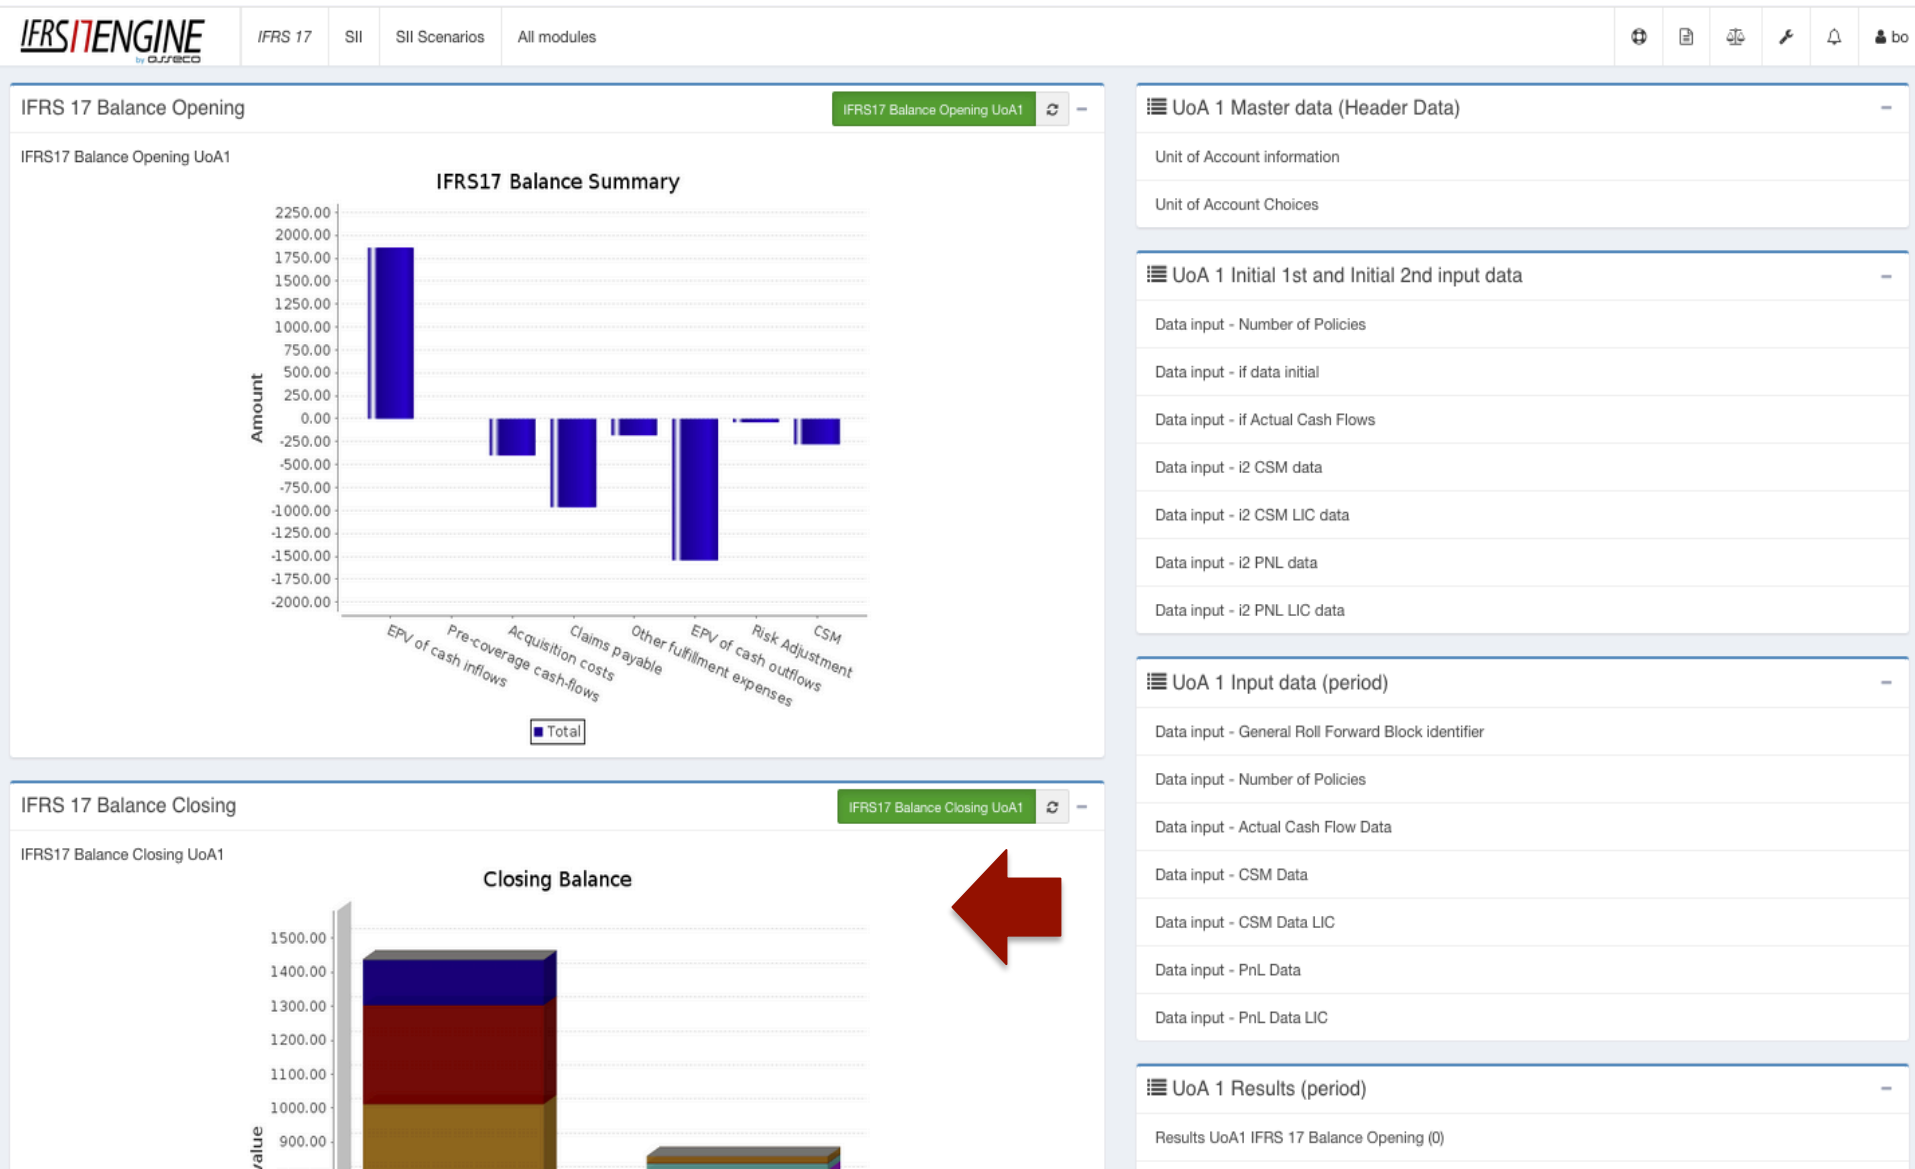 IFRS17ENGINE
by asseco
IFRS 17
SII
SII Scenarios
All modules
bo
IFRS 17 Balance Opening
IFRS17 Balance Opening UoA1
IFRS17 Balance Opening UoA1
IFRS17 Balance Summary
2250.00
2000.00
1750.00
1500.00
1250.00
1000.00
750.00
500.00
250.00
0.00
-250.00
-500.00
-750.00
-1000.00
-1250.00
-1500.00
-1750.00
-2000.00
Amount
EPV of cash inflows
Pre-coverage cash-flows
Acquisition costs
Claims payable
Other fulfillment expenses
EPV of cash outflows
Risk Adjustment
CSM
Total
IFRS 17 Balance Closing
IFRS17 Balance Closing UoA1
IFRS17 Balance Closing UoA1
Closing Balance
1500.00
1400.00
1300.00
1200.00
1100.00
1000.00
900.00
value
UoA 1 Master data (Header Data)
Unit of Account information
Unit of Account Choices
UoA 1 Initial 1st and Initial 2nd input data
Data input - Number of Policies
Data input - if data initial
Data input - if Actual Cash Flows
Data input - i2 CSM data
Data input - i2 CSM LIC data
Data input - i2 PNL data
Data input - i2 PNL LIC data
UoA 1 Input data (period)
Data input - General Roll Forward Block identifier
Data input - Number of Policies
Data input - Actual Cash Flow Data
Data input - CSM Data
Data input - CSM Data LIC
Data input - PnL Data
Data input - PnL Data LIC
UoA 1 Results (period)
Results UoA1 IFRS 17 Balance Opening (0)